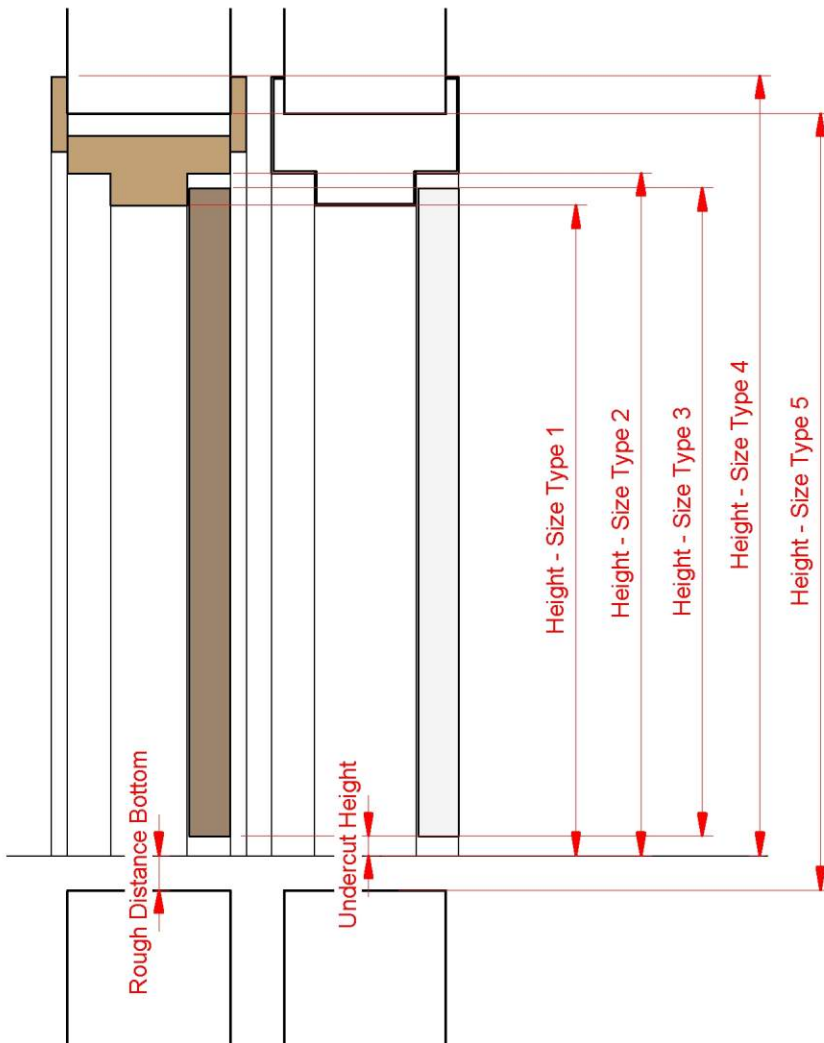 Rough Distance Bottom
Undercut Height
Height - Size Type 1
Height - Size Type 2
Height - Size Type 3
Height - Size Type 4
Height - Size Type 5